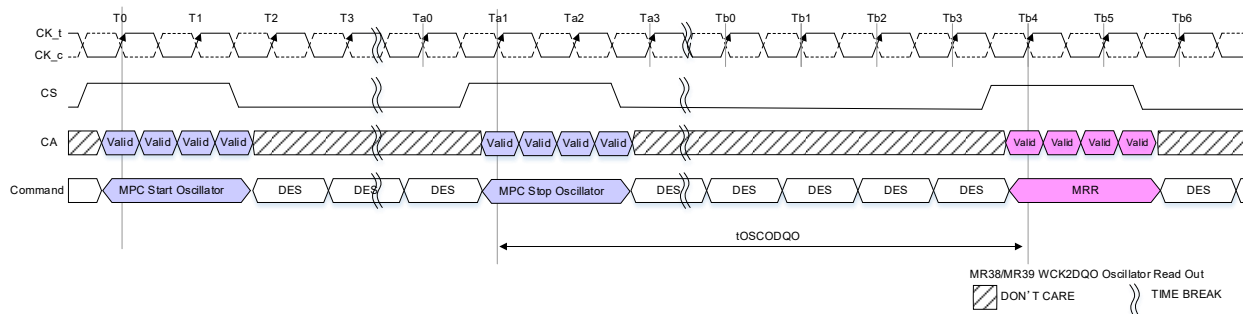 T0 T1 T2 T3 Ta0 Ta1 Ta2 Ta3 Tb0 Tb1 Tb2 Tb3 Tb4 Tb5 Tb6
CK_t
CK_c
CS
CA Valid Valid Valid Valid Valid Valid Valid Valid Valid Valid Valid Valid
Command MPC Start Oscillator DES DES DES MPC Stop Oscillator DES DES DES DES DES MRR DES
tOSCODQO
MR38/MR39 WCK2DQO Oscillator Read Out
DON'T CARE TIME BREAK